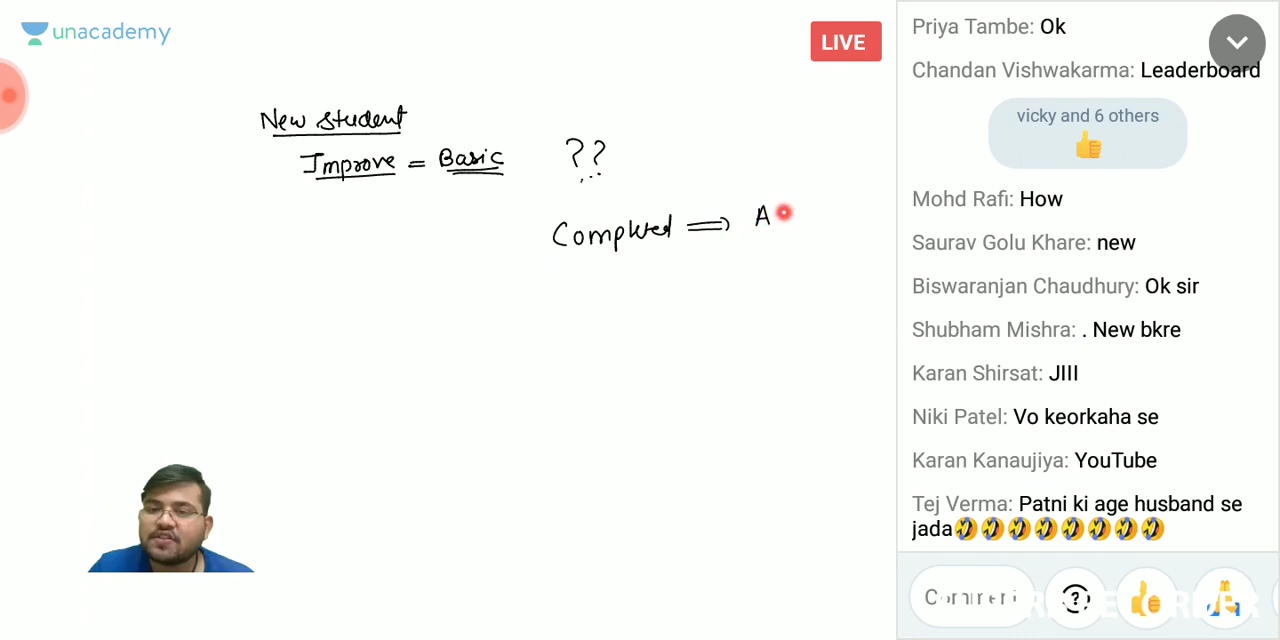 unacademy
LIVE
New student
Improve = Basic ??
Completed ⟹ A
Priya Tambe: Ok
Chandan Vishwakarma: Leaderboard
vicky and 6 others
👍
Mohd Rafi: How
Saurav Golu Khare: new
Biswaranjan Chaudhury: Ok sir
Shubham Mishra: . New bkre
Karan Shirsat: JIII
Niki Patel: Vo keorkaha se
Karan Kanaujiya: YouTube
Tej Verma: Patni ki age husband se
jada🤣🤣🤣🤣🤣🤣🤣🤣
?